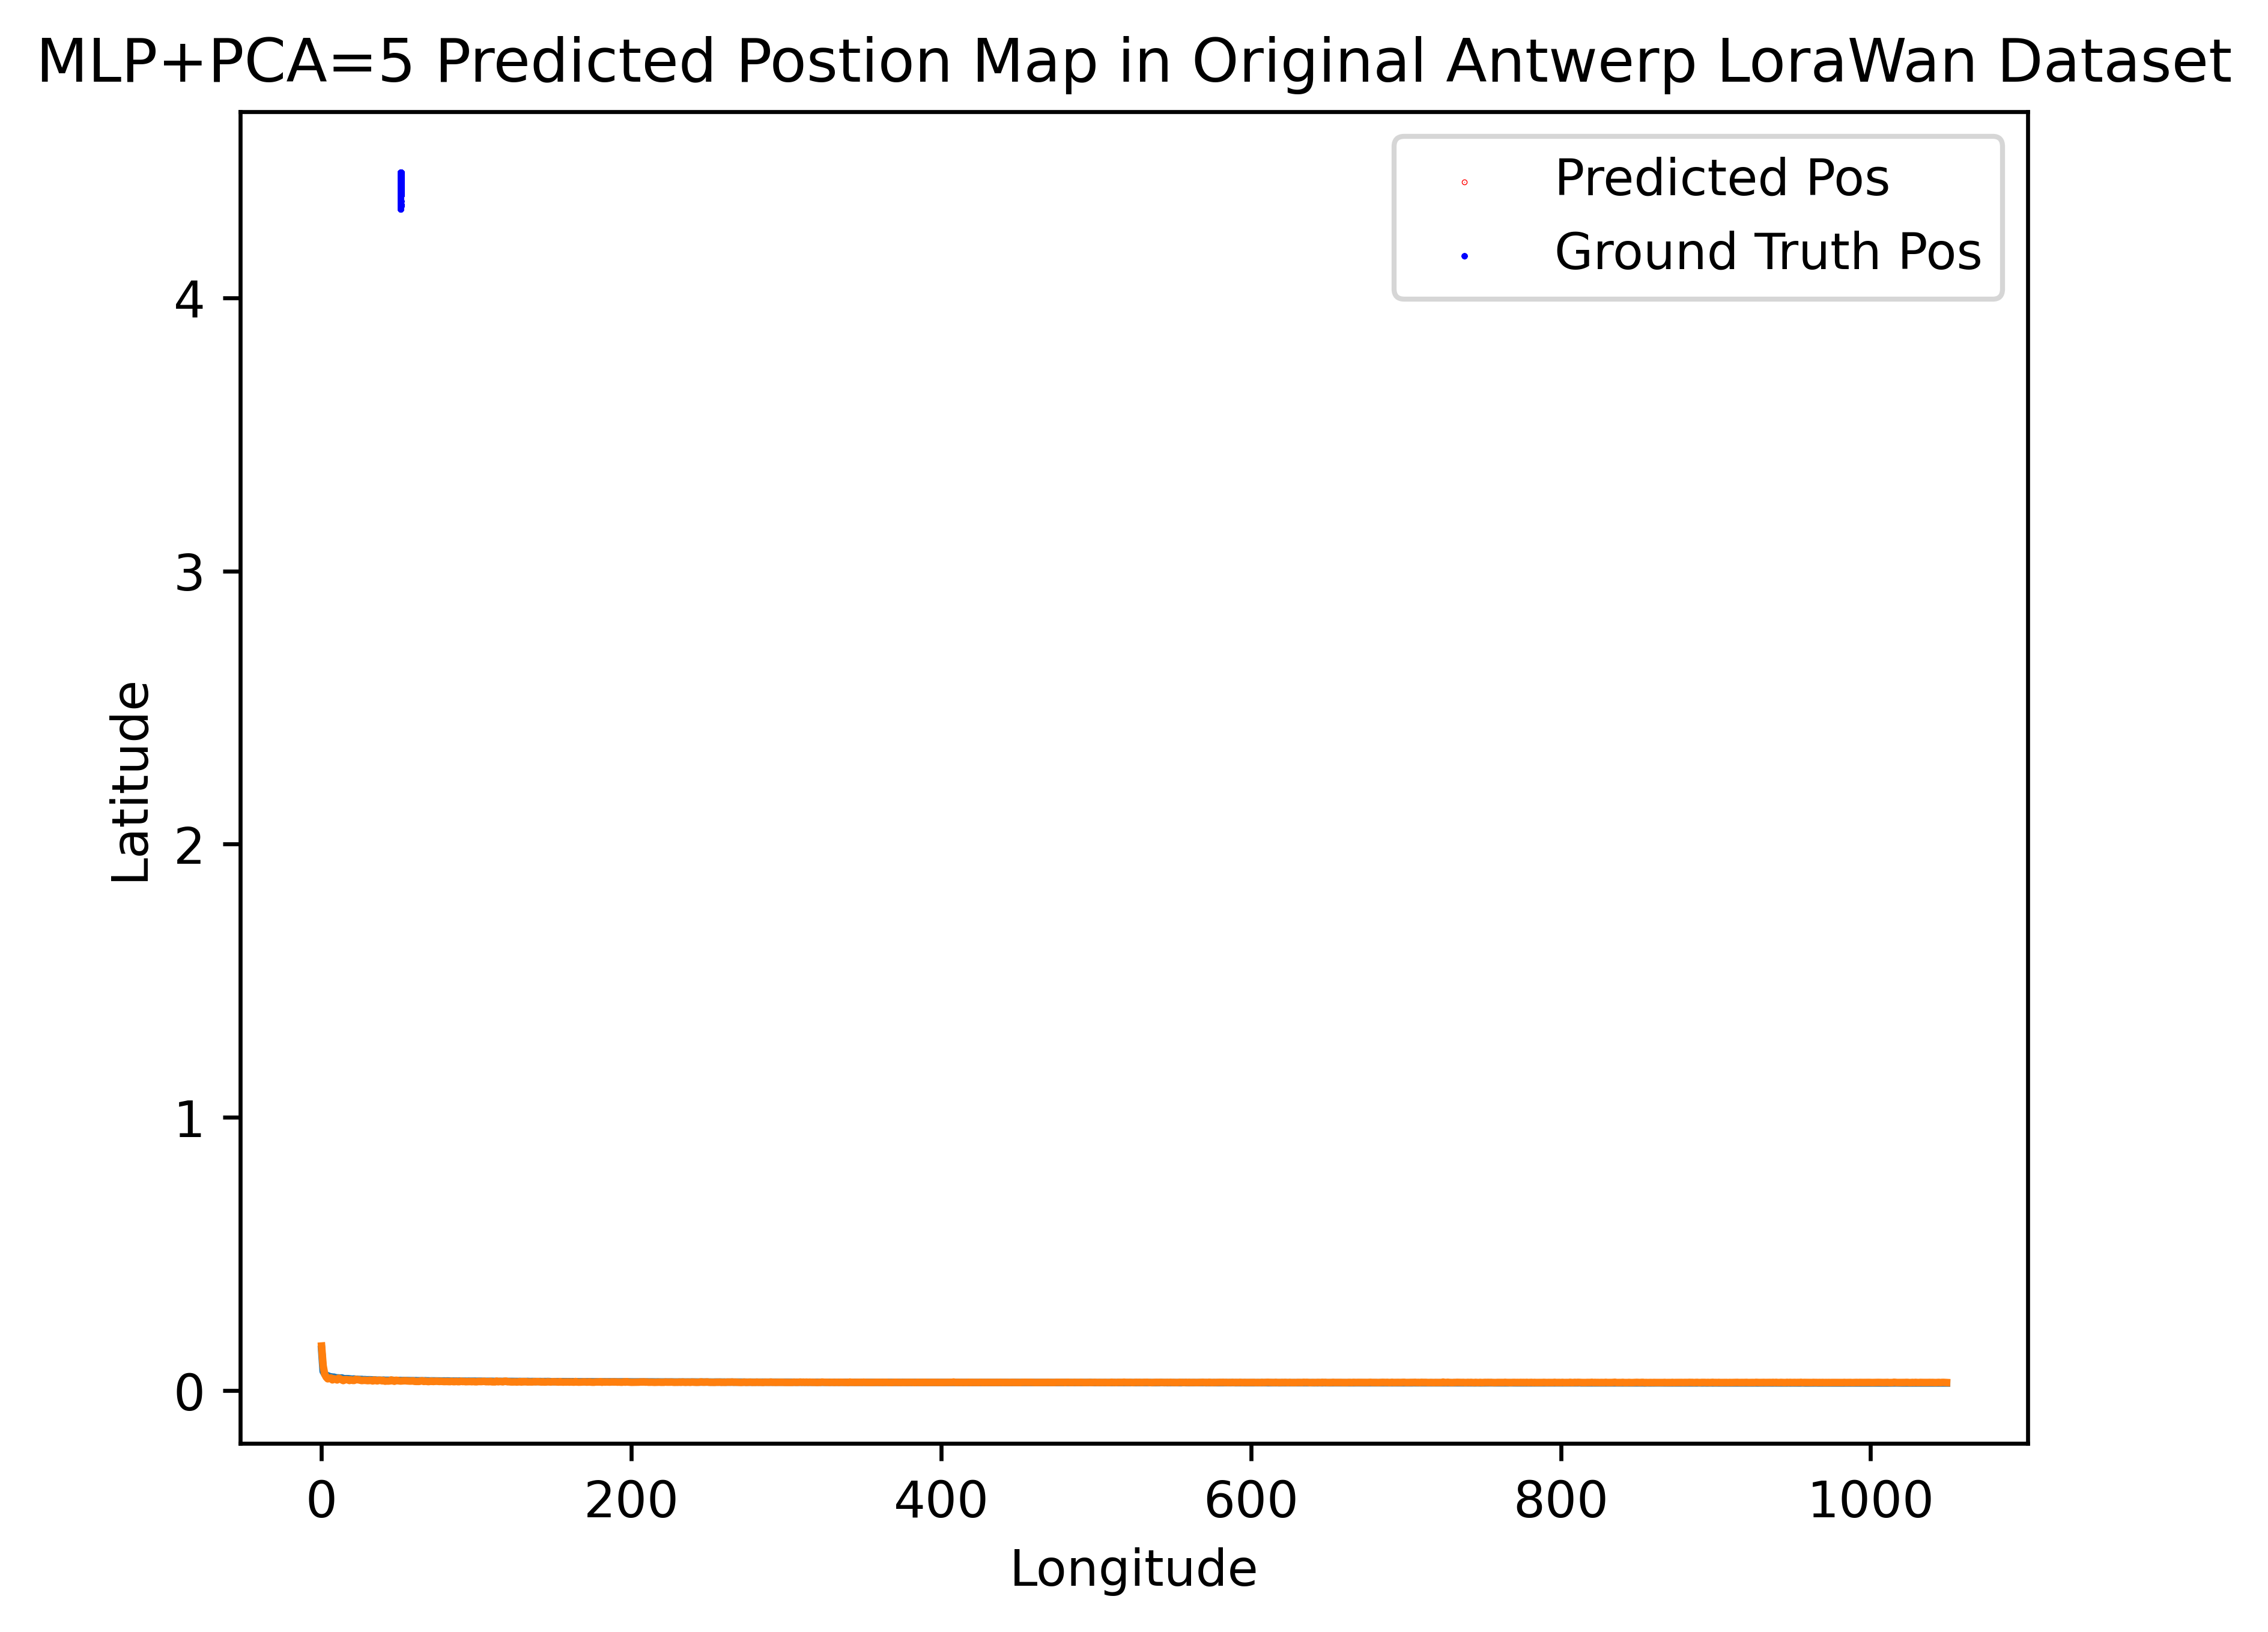 MLP+PCA=5 Predicted Postion Map in Original Antwerp LoraWan Dataset
Predicted Pos
Ground Truth Pos
4
3
2
1
0
Latitude
0 200 400 600 800 1000
Longitude